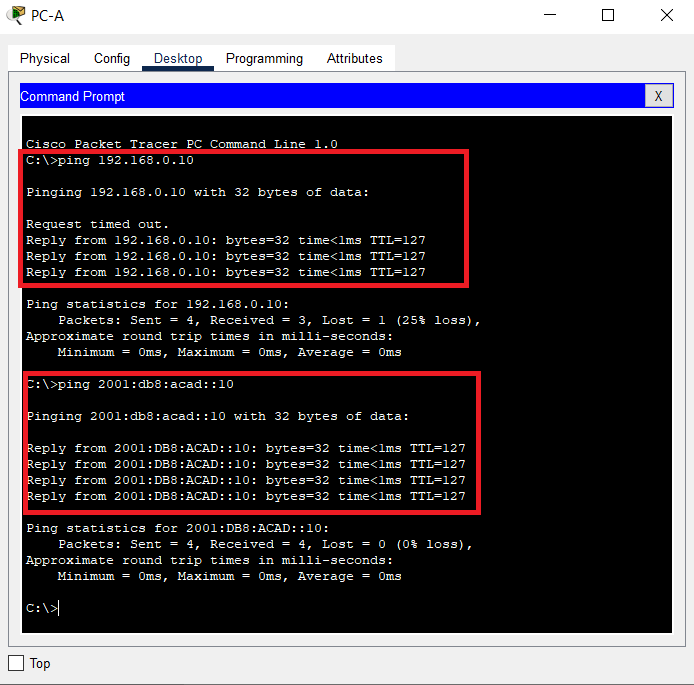 PC-A
Physical Config Desktop Programming Attributes
Command Prompt X
Cisco Packet Tracer PC Command Line 1.0
C:\>ping 192.168.0.10
Pinging 192.168.0.10 with 32 bytes of data:
Request timed out.
Reply from 192.168.0.10: bytes=32 time<1ms TTL=127
Reply from 192.168.0.10: bytes=32 time<1ms TTL=127
Reply from 192.168.0.10: bytes=32 time<1ms TTL=127
Ping statistics for 192.168.0.10:
Packets: Sent = 4, Received = 3, Lost = 1 (25% loss),
Approximate round trip times in milli-seconds:
Minimum = 0ms, Maximum = 0ms, Average = 0ms
C:\>ping 2001:db8:acad::10
Pinging 2001:db8:acad::10 with 32 bytes of data:
Reply from 2001:DB8:ACAD::10: bytes=32 time<1ms TTL=127
Reply from 2001:DB8:ACAD::10: bytes=32 time<1ms TTL=127
Reply from 2001:DB8:ACAD::10: bytes=32 time<1ms TTL=127
Reply from 2001:DB8:ACAD::10: bytes=32 time<1ms TTL=127
Ping statistics for 2001:DB8:ACAD::10:
Packets: Sent = 4, Received = 4, Lost = 0 (0% loss),
Approximate round trip times in milli-seconds:
Minimum = 0ms, Maximum = 0ms, Average = 0ms
C:\>
Top